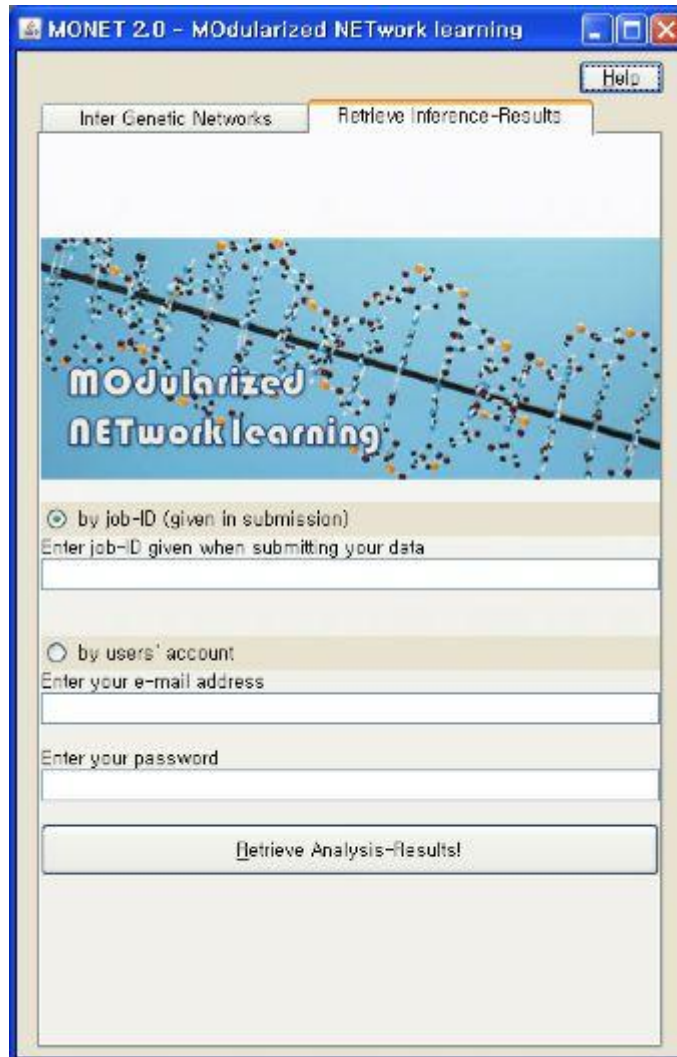 MONET 2.0 - MOdularized NETwork learning
Help
Inter Genetic Networks
Retrieve Inference-Results
MOdularized
NETwork learning
by job-ID (given in submission)
Enter job-ID given when submitting your data
by users' account
Enter your e-mail address
Enter your password
Retrieve Analysis-Results!